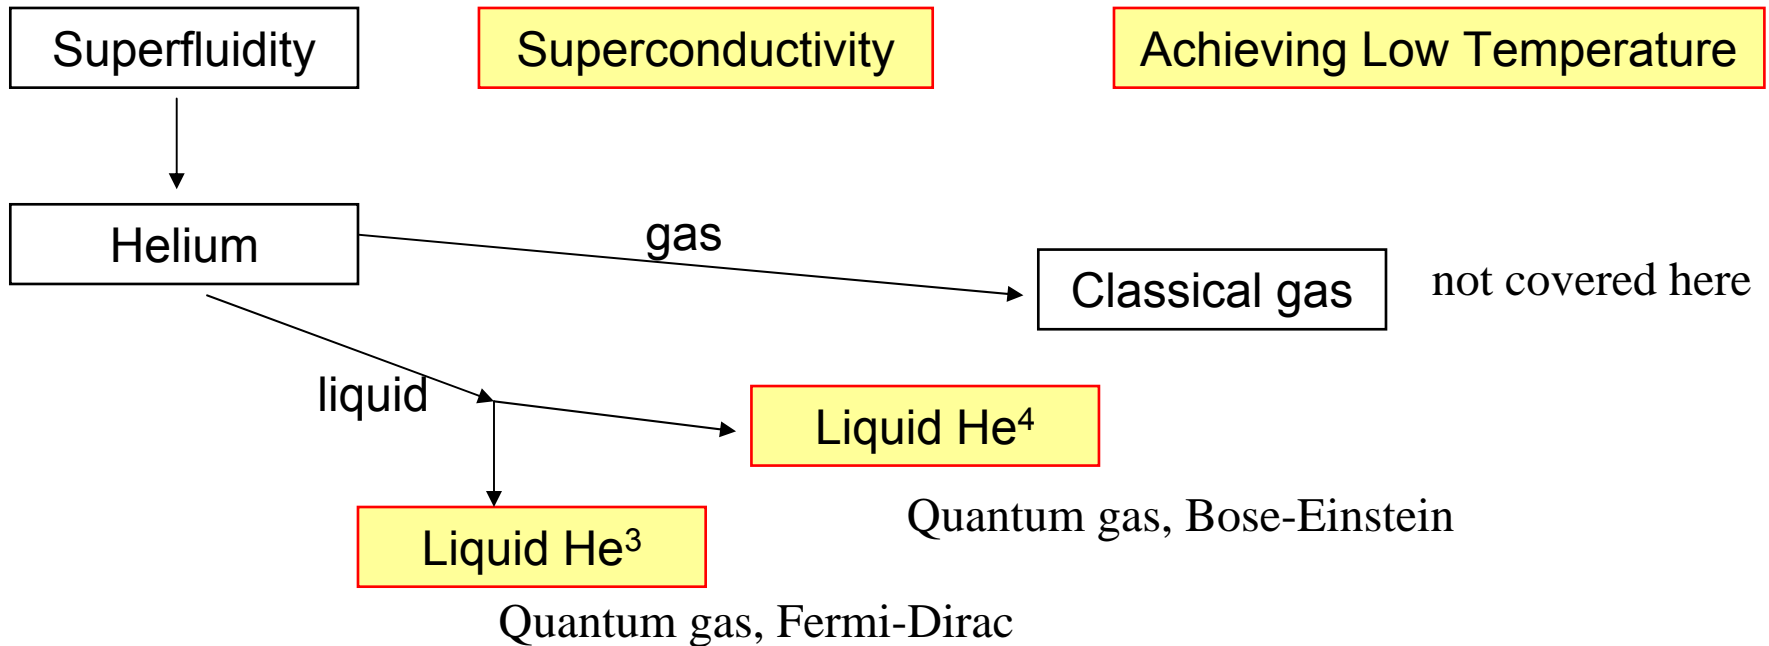 Superfluidity
Superconductivity
Achieving Low Temperature
Helium
gas
Classical gas
not covered here
liquid
Liquid He⁴
Quantum gas, Bose-Einstein
Liquid He³
Quantum gas, Fermi-Dirac